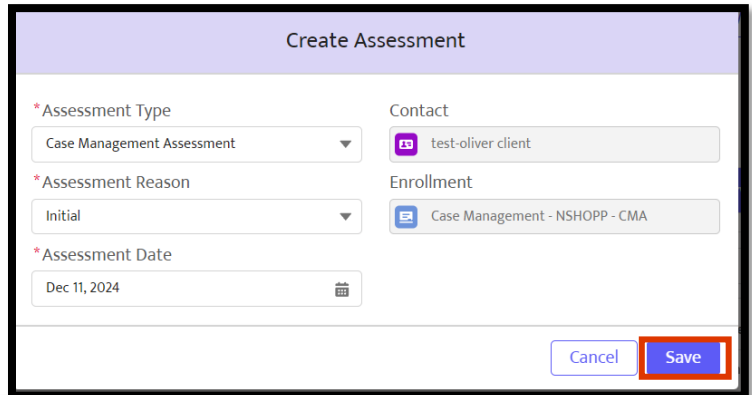 Create Assessment
*Assessment Type
Contact
Case Management Assessment
test-oliver client
*Assessment Reason
Enrollment
Initial
Case Management - NSHOPP - CMA
*Assessment Date
Dec 11, 2024
Cancel
Save